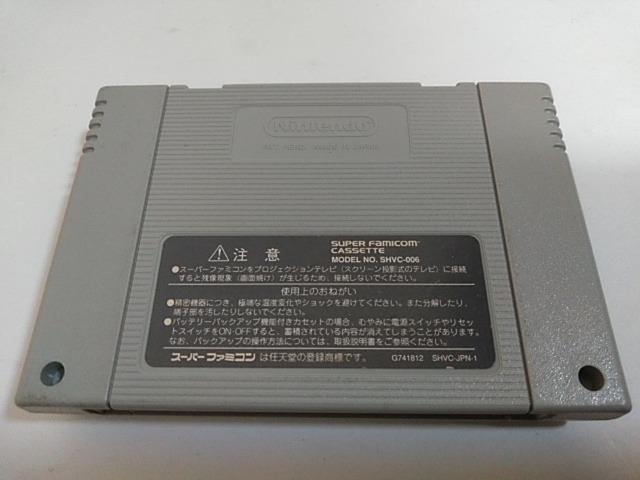 Nintendo
PAT. PEND. MADE IN JAPAN
⚠注意
SUPER FAMICOM™
CASSETTE
MODEL NO. SHVC-006
●スーパーファミコンをプロジェクションテレビ(スクリーン投影式のテレビ)に接続
すると残像現象(画面焼け)が生じるため、接続しないでください。
使用上のおねがい
●精密機器につき、極端な温度変化やショックを避けてください。また分解したり、
端子部を汚したりしないでください。
●バッテリーバックアップ機能付きカセットの場合、むやみに電源スイッチやリセッ
トスイッチをON・OFFすると、蓄積されている内容が消えてしまうことがあります。
なお、バックアップの操作方法については、取扱説明書をご参照ください。
スーパーファミコンは任天堂の登録商標です。
G741812 SHVC-JPN-1